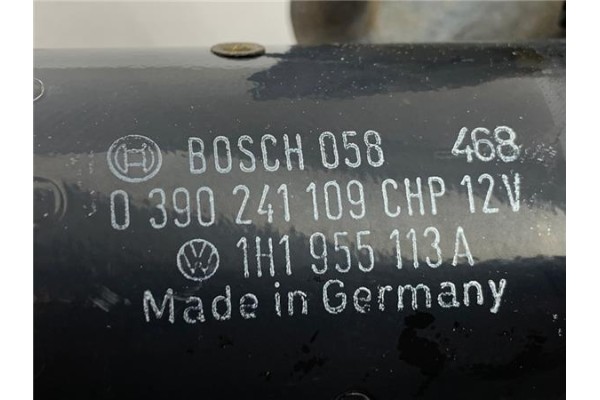 BOSCH 058 468
0 390 241 109 CHP 12V
1H1 955 113 A
Made in Germany